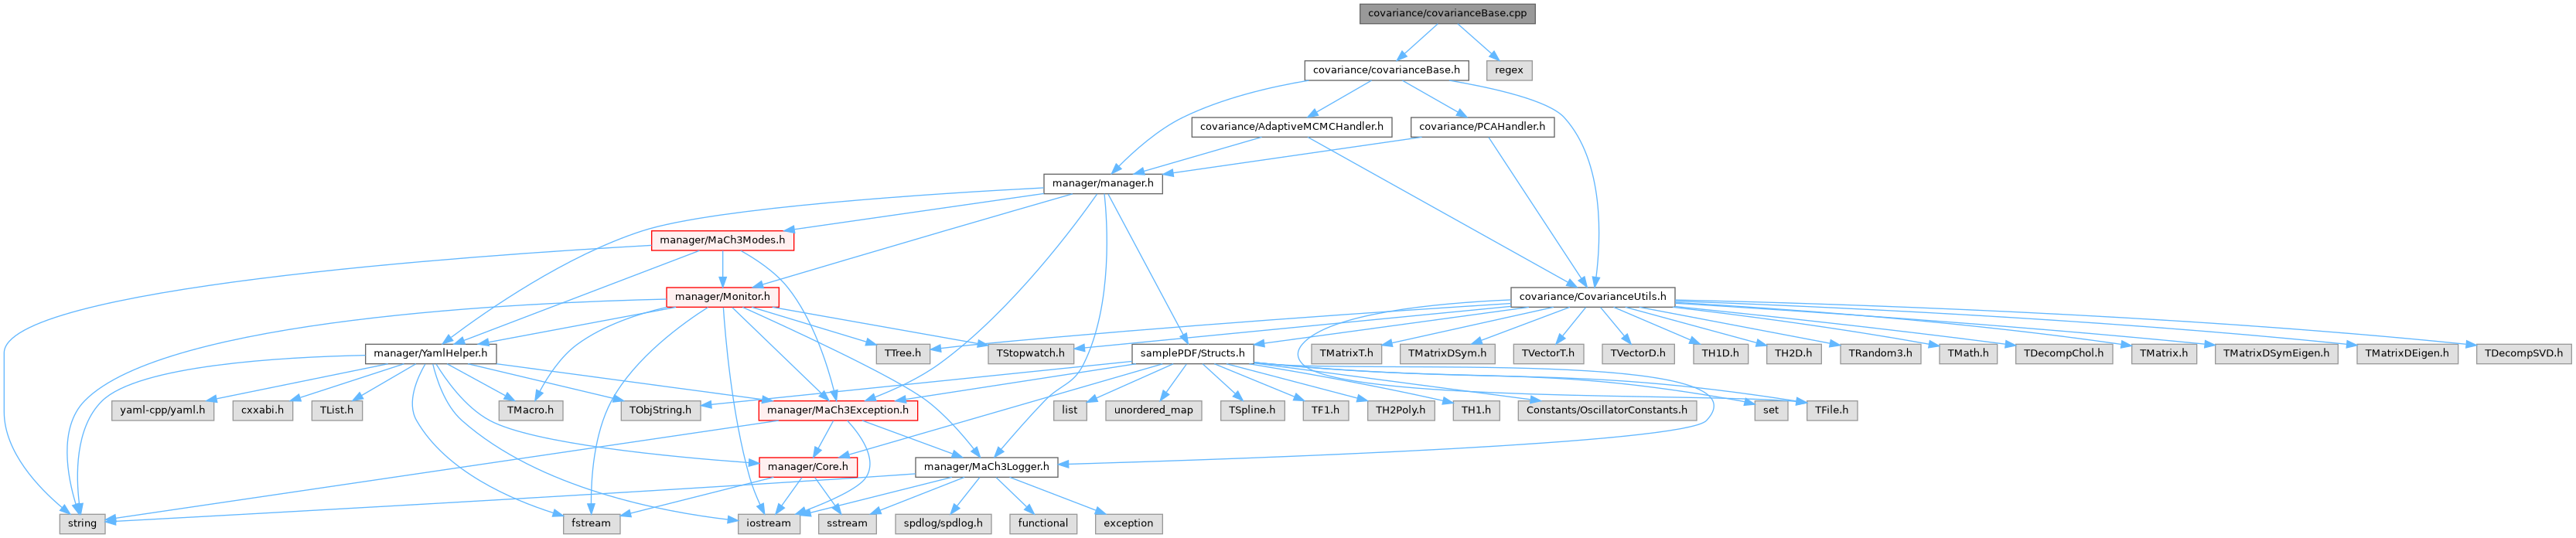 covariance/covarianceBase.cpp
covariance/covarianceBase.h
regex
covariance/AdaptiveMCMCHandler.h
covariance/PCAHandler.h
manager/manager.h
manager/MaCh3Modes.h
manager/Monitor.h
covariance/CovarianceUtils.h
manager/YamlHelper.h
TTree.h
TStopwatch.h
samplePDF/Structs.h
TMatrixT.h
TMatrixDSym.h
TVectorT.h
TVectorD.h
TH1D.h
TH2D.h
TRandom3.h
TMath.h
TDecompChol.h
TMatrix.h
TMatrixDSymEigen.h
TMatrixDEigen.h
TDecompSVD.h
yaml-cpp/yaml.h
cxxabi.h
TList.h
TMacro.h
TObjString.h
manager/MaCh3Exception.h
list
unordered_map
TSpline.h
TF1.h
TH2Poly.h
TH1.h
Constants/OscillatorConstants.h
set
TFile.h
manager/Core.h
manager/MaCh3Logger.h
string
fstream
iostream
sstream
spdlog/spdlog.h
functional
exception